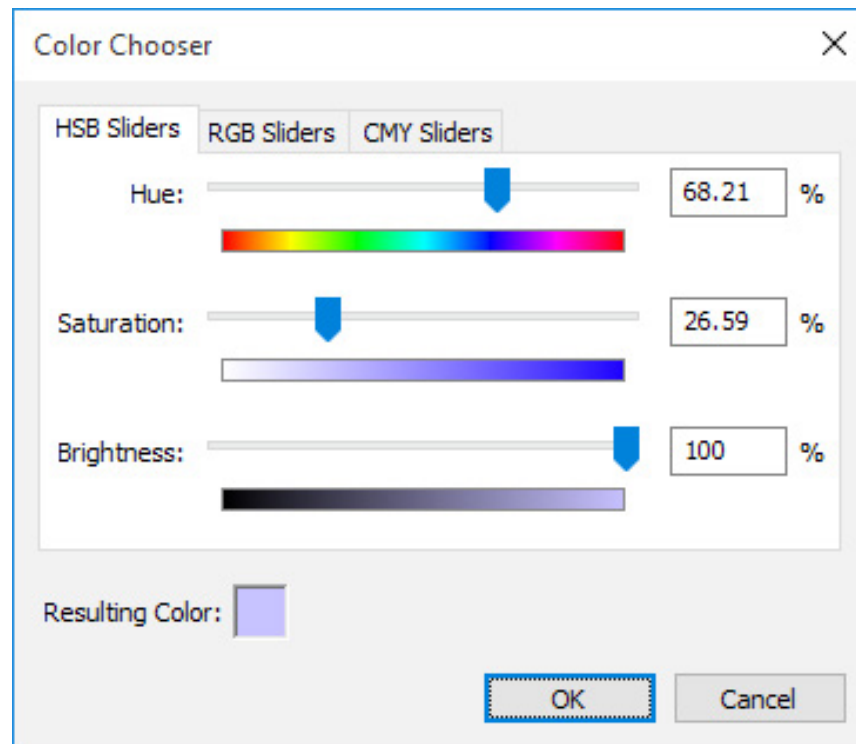 Color Chooser
HSB Sliders RGB Sliders CMY Sliders
Hue: 68.21 %
Saturation: 26.59 %
Brightness: 100 %
Resulting Color:
OK Cancel